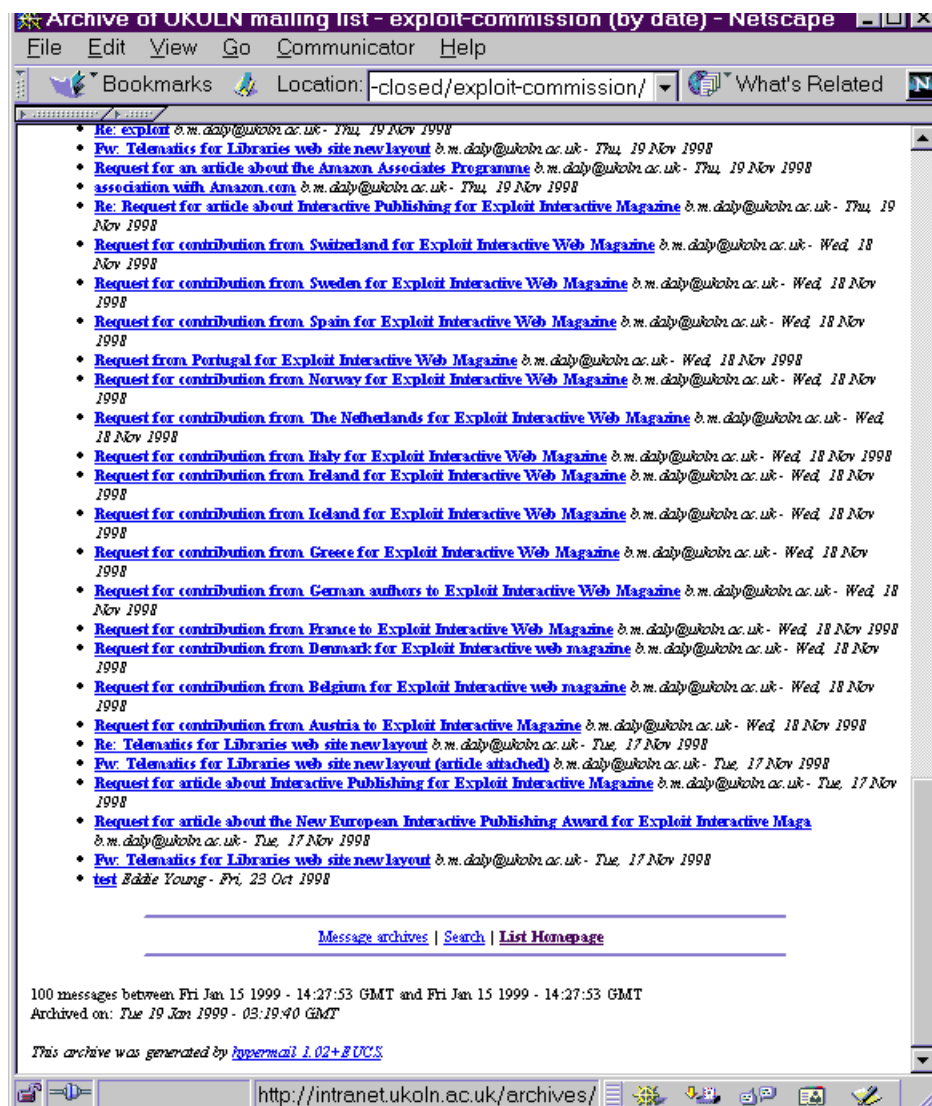 Archive of UKOLN mailing list - exploit-commission (by date) - Netscape
File Edit View Go Communicator Help
Bookmarks Location: -closed/exploit-commission/ What's Related N
Re: exploit b.m.daly@ukoln.ac.uk - Thu, 19 Nov 1998
Fw: Telematics for Libraries web site new layout b.m.daly@ukoln.ac.uk - Thu, 19 Nov 1998
Request for an article about the Amazon Associates Programme b.m.daly@ukoln.ac.uk - Thu, 19 Nov 1998
association with Amazon.com b.m.daly@ukoln.ac.uk - Thu, 19 Nov 1998
Re: Request for article about Interactive Publishing for Exploit Interactive Magazine b.m.daly@ukoln.ac.uk - Thu, 19
Nov 1998
Request for contribution from Switzerland for Exploit Interactive Web Magazine b.m.daly@ukoln.ac.uk - Wed, 18
Nov 1998
Request for contribution from Sweden for Exploit Interactive Web Magazine b.m.daly@ukoln.ac.uk - Wed, 18 Nov
1998
Request for contribution from Spain for Exploit Interactive Web Magazine b.m.daly@ukoln.ac.uk - Wed, 18 Nov
1998
Request from Portugal for Exploit Interactive Web Magazine b.m.daly@ukoln.ac.uk - Wed, 18 Nov 1998
Request for contribution from Norway for Exploit Interactive Web Magazine b.m.daly@ukoln.ac.uk - Wed, 18 Nov
1998
Request for contribution from The Netherlands for Exploit Interactive Web Magazine b.m.daly@ukoln.ac.uk - Wed,
18 Nov 1998
Request for contribution from Italy for Exploit Interactive Web Magazine b.m.daly@ukoln.ac.uk - Wed, 18 Nov 1998
Request for contribution from Ireland for Exploit Interactive Web Magazine b.m.daly@ukoln.ac.uk - Wed, 18 Nov
1998
Request for contribution from Iceland for Exploit Interactive Web Magazine b.m.daly@ukoln.ac.uk - Wed, 18 Nov
1998
Request for contribution from Greece for Exploit Interactive Web Magazine b.m.daly@ukoln.ac.uk - Wed, 18 Nov
1998
Request for contribution from German authors to Exploit Interactive Web Magazine b.m.daly@ukoln.ac.uk - Wed, 18
Nov 1998
Request for contribution from France to Exploit Interactive Web Magazine b.m.daly@ukoln.ac.uk - Wed, 18 Nov 1998
Request for contribution from Denmark for Exploit Interactive web magazine b.m.daly@ukoln.ac.uk - Wed, 18 Nov
1998
Request for contribution from Belgium for Exploit Interactive web magazine b.m.daly@ukoln.ac.uk - Wed, 18 Nov
1998
Request for contribution from Austria to Exploit Interactive Magazine b.m.daly@ukoln.ac.uk - Wed, 18 Nov 1998
Re: Telematics for Libraries web site new layout b.m.daly@ukoln.ac.uk - Tue, 17 Nov 1998
Fw: Telematics for Libraries web site new layout (article attached) b.m.daly@ukoln.ac.uk - Tue, 17 Nov 1998
Request for article about Interactive Publishing for Exploit Interactive Magazine b.m.daly@ukoln.ac.uk - Tue, 17 Nov
1998
Request for article about the New European Interactive Publishing Award for Exploit Interactive Maga
b.m.daly@ukoln.ac.uk - Tue, 17 Nov 1998
Fw: Telematics for Libraries web site new layout b.m.daly@ukoln.ac.uk - Tue, 17 Nov 1998
test Eddie Young - Fri, 23 Oct 1998
Message archives | Search | List Homepage
100 messages between Fri Jan 15 1999 - 14:27:53 GMT and Fri Jan 15 1999 - 14:27:53 GMT
Archived on: Tue 19 Jan 1999 - 03:19:40 GMT
This archive was generated by hypermail 1.02+EUCS
http://intranet.ukoln.ac.uk/archives/